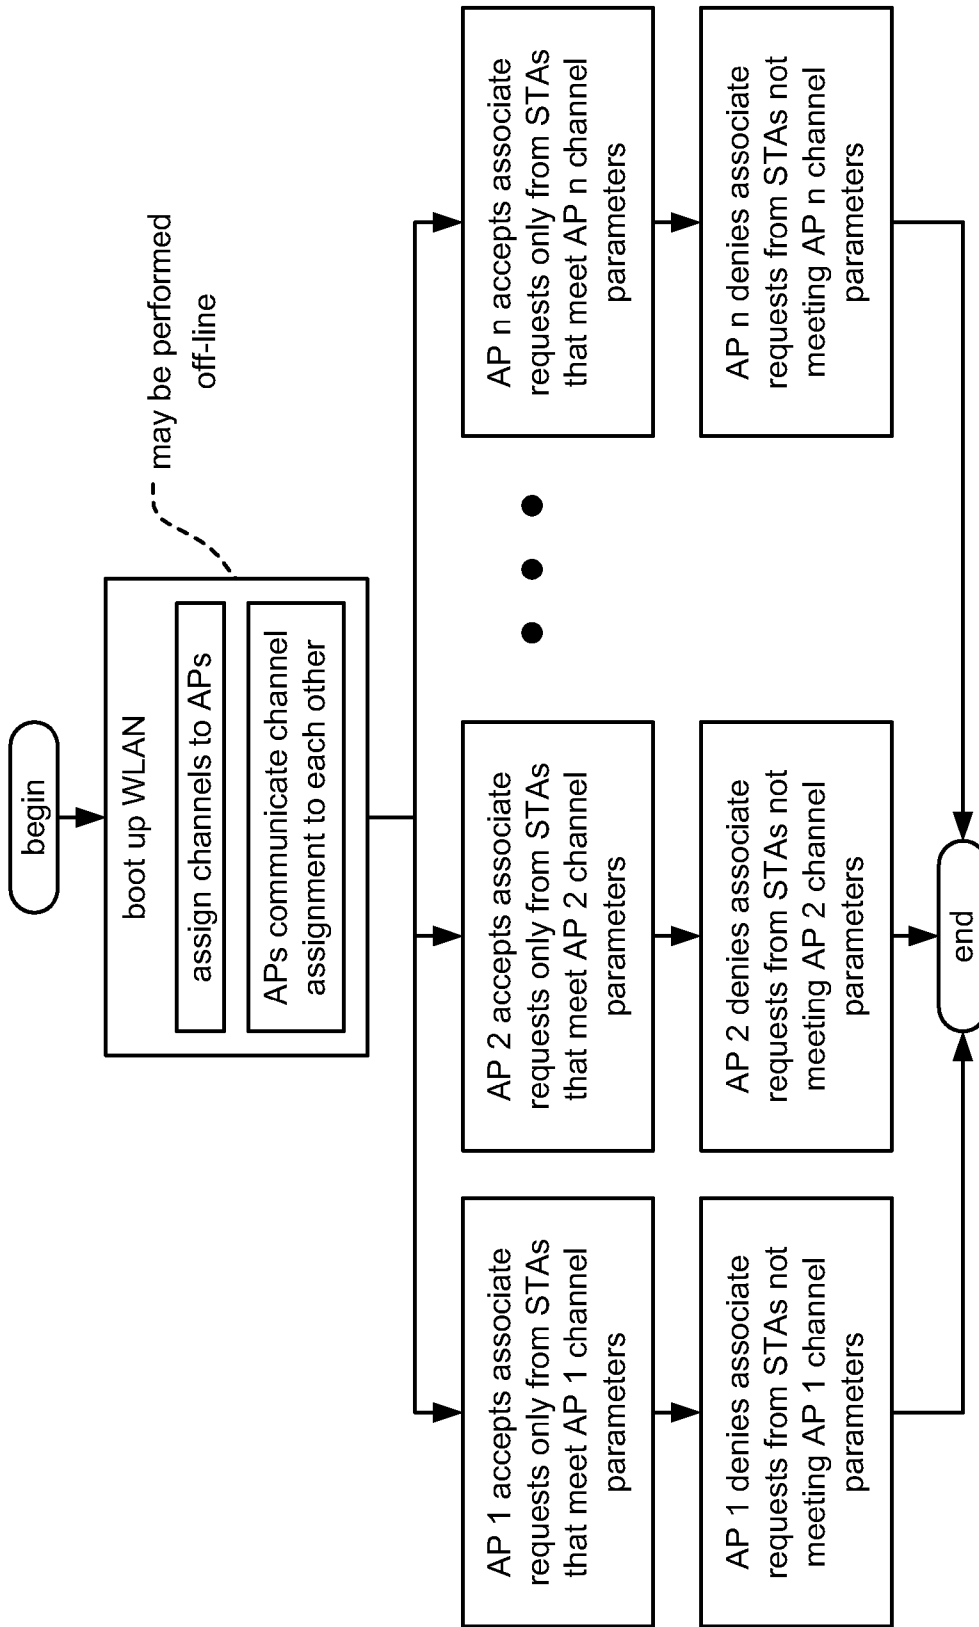 begin
boot up WLAN
assign channels to APs
APs communicate channel
assignment to each other
may be performed
off-line
AP 1 accepts associate
requests only from STAs
that meet AP 1 channel
parameters
AP 2 accepts associate
requests only from STAs
that meet AP 2 channel
parameters
AP n accepts associate
requests only from STAs
that meet AP n channel
parameters
AP 1 denies associate
requests from STAs not
meeting AP 1 channel
parameters
AP 2 denies associate
requests from STAs not
meeting AP 2 channel
parameters
AP n denies associate
requests from STAs not
meeting AP n channel
parameters
end